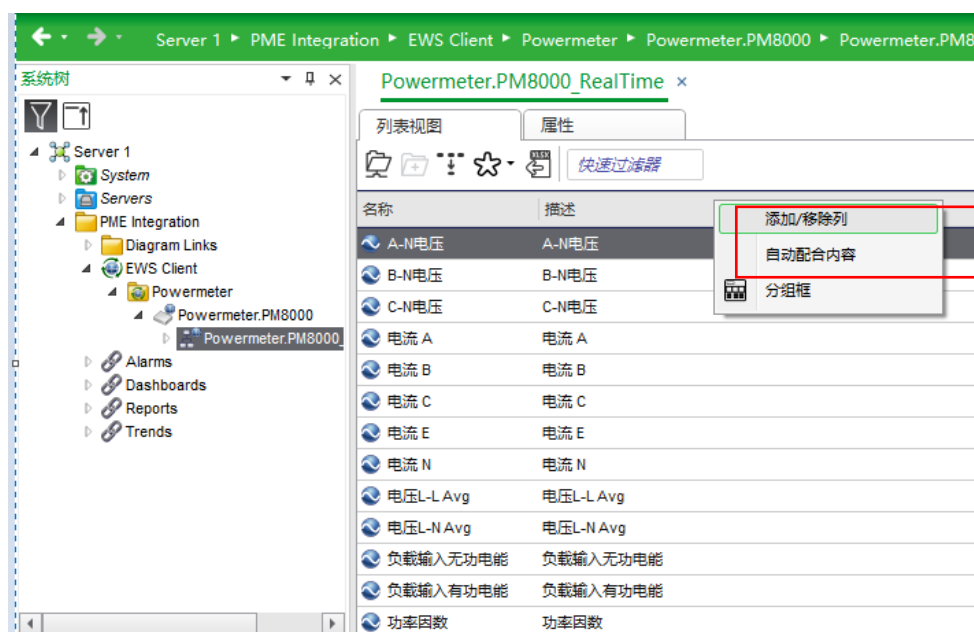 Server 1 ▸ PME Integration ▸ EWS Client ▸ Powermeter ▸ Powermeter.PM8000 ▸ Powermeter.PM8
系统树
Server 1
System
Servers
PME Integration
Diagram Links
EWS Client
Powermeter
Powermeter.PM8000
Powermeter.PM8000_
Alarms
Dashboards
Reports
Trends
Powermeter.PM8000_RealTime ×
列表视图 属性
XLSX 快速过滤器
名称 描述
添加/移除列
自动配合内容
分组框
A-N电压 A-N电压
B-N电压 B-N电压
C-N电压 C-N电压
电流 A 电流 A
电流 B 电流 B
电流 C 电流 C
电流 E 电流 E
电流 N 电流 N
电压L-L Avg 电压L-L Avg
电压L-N Avg 电压L-N Avg
负载输入无功电能 负载输入无功电能
负载输入有功电能 负载输入有功电能
功率因数 功率因数